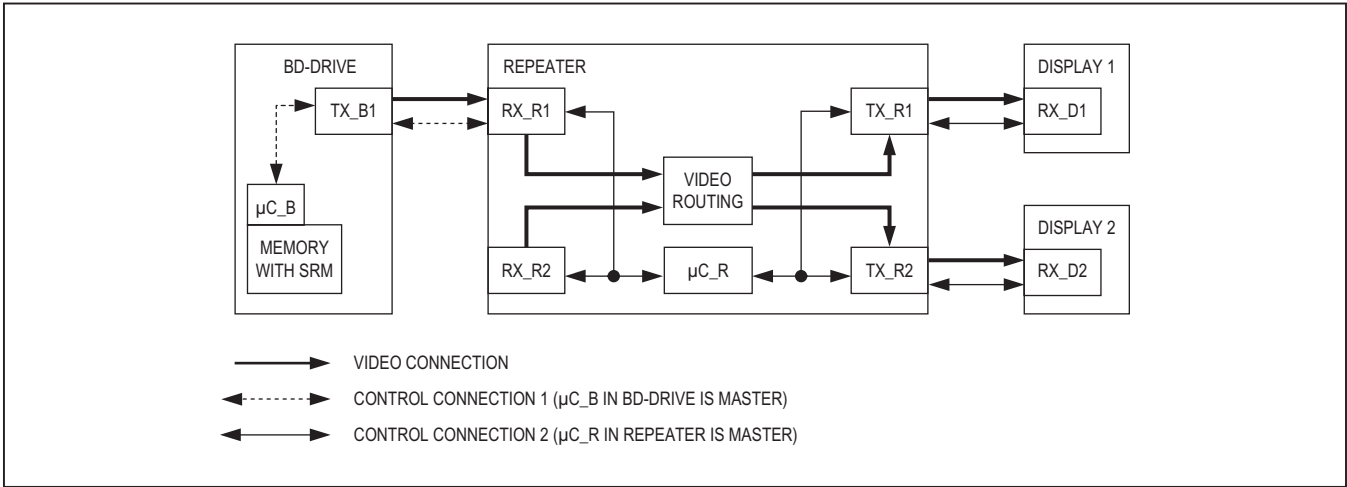 BD-DRIVE
TX_B1
µC_B
MEMORY
WITH SRM
REPEATER
RX_R1
RX_R2
VIDEO
ROUTING
µC_R
TX_R1
TX_R2
DISPLAY 1
RX_D1
DISPLAY 2
RX_D2
VIDEO CONNECTION
CONTROL CONNECTION 1 (µC_B IN BD-DRIVE IS MASTER)
CONTROL CONNECTION 2 (µC_R IN REPEATER IS MASTER)